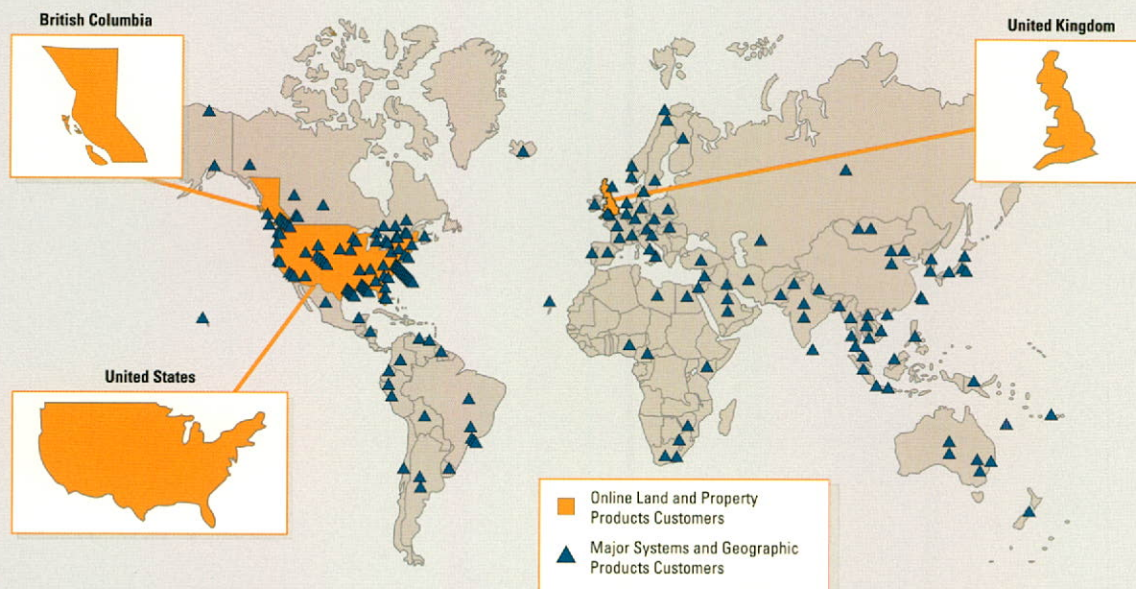 British Columbia
United Kingdom
United States
Online Land and Property
Products Customers
Major Systems and Geographic
Products Customers